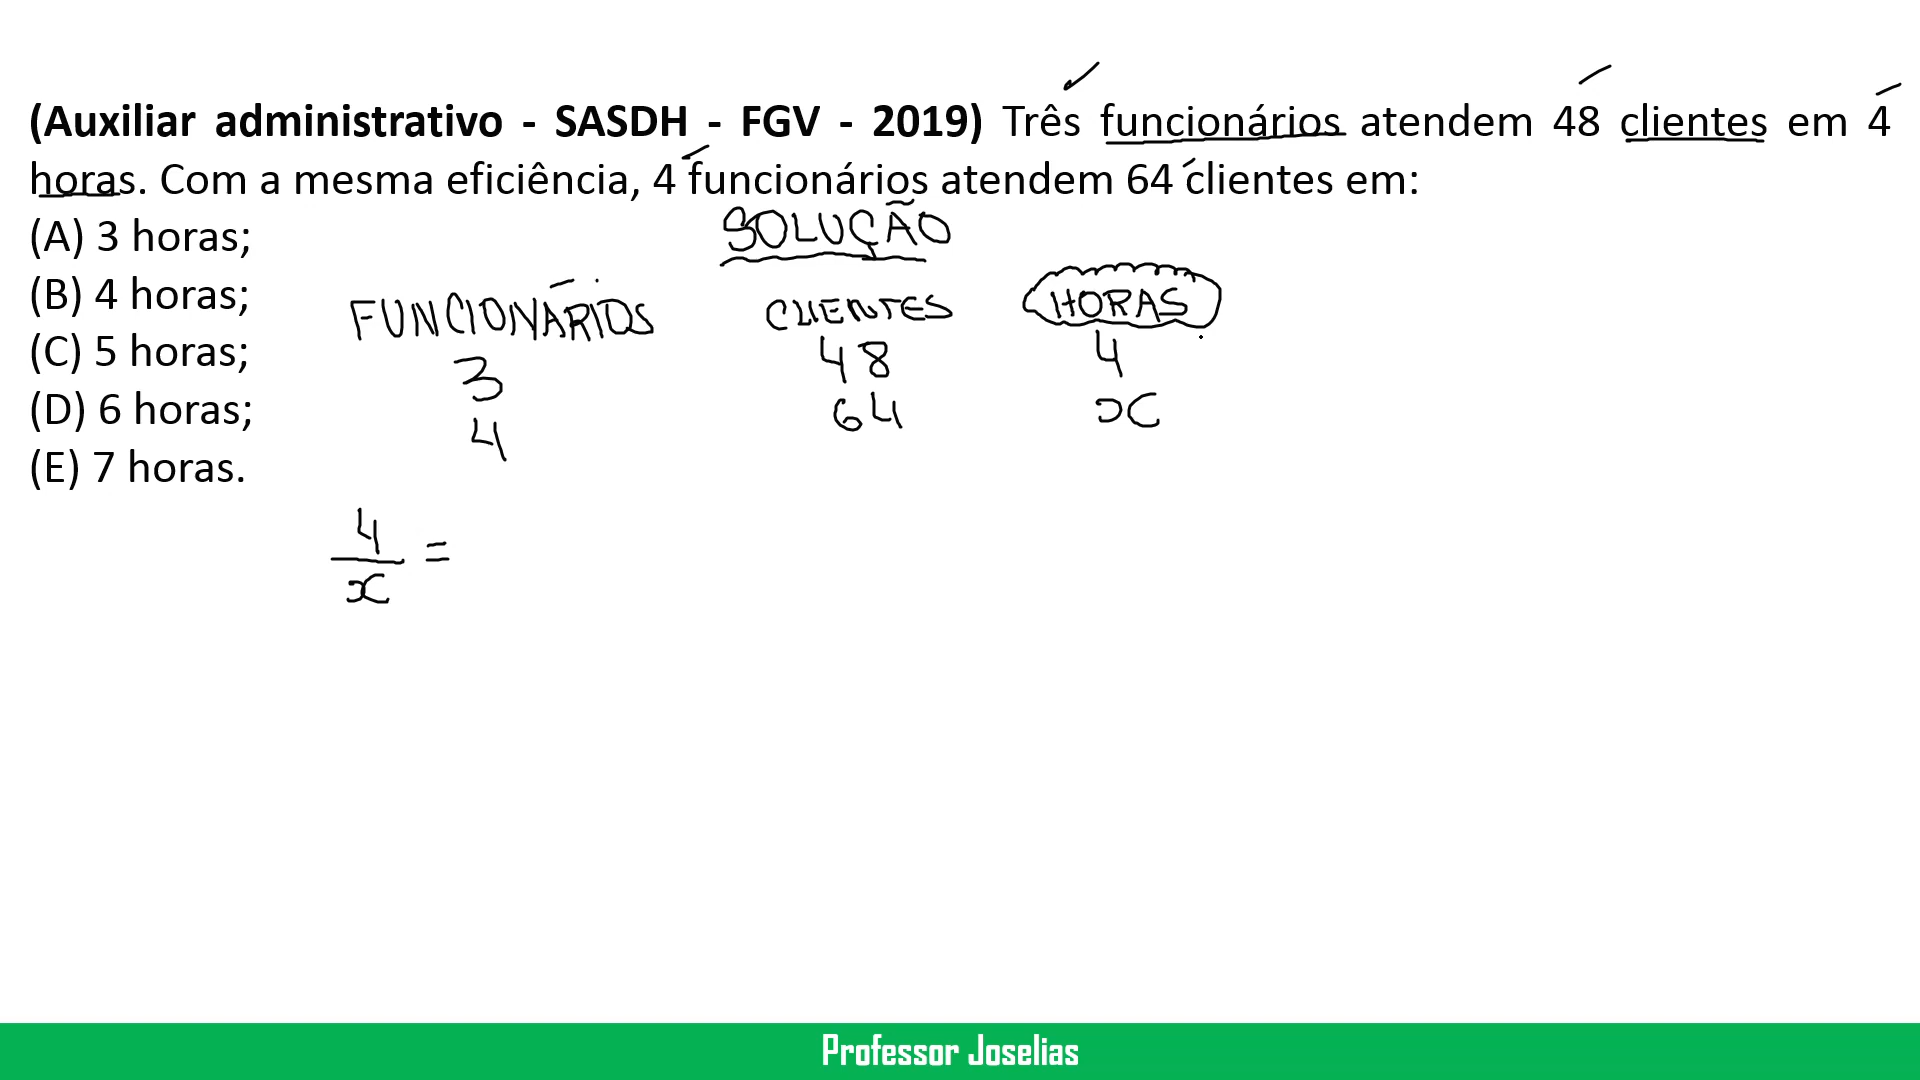 (Auxiliar administrativo - SASDH - FGV - 2019) Três funcionários atendem 48 clientes em 4
horas. Com a mesma eficiência, 4 funcionários atendem 64 clientes em:
(A) 3 horas;
SOLUÇÃO
(B) 4 horas;
FUNCIONÁRIOS CLIENTES HORAS
(C) 5 horas;
3 48 4
(D) 6 horas;
4 64 x
(E) 7 horas.
4
x
=
Professor Joselias